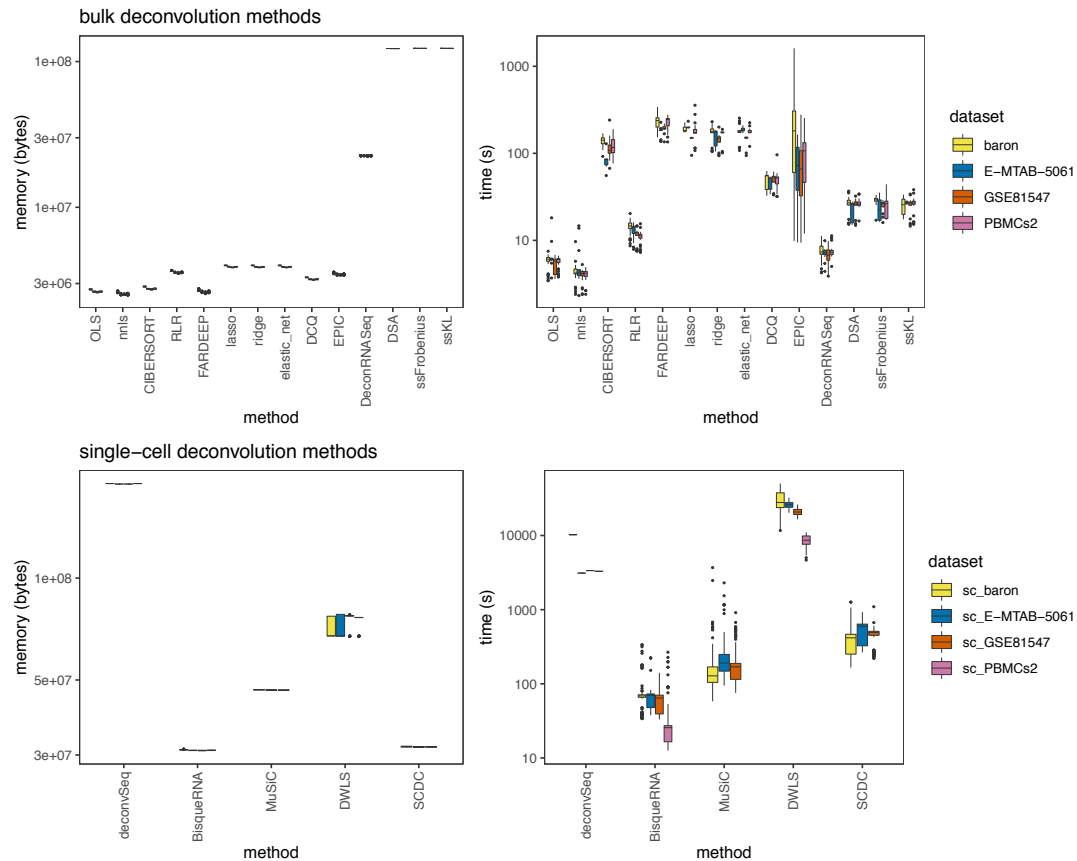 bulk deconvolution methods
memory (bytes)
1e+08
3e+07
1e+07
3e+06
OLS
nnls
CIBERSORT
RLR
FARDEEP
lasso
ridge
elastic_net
DCQ
EPIC
DeconRNASeq
DSA
ssFrobenius
ssKL
method
time (s)
1000
100
10
OLS
nnls
CIBERSORT
RLR
FARDEEP
lasso
ridge
elastic_net
DCQ
EPIC
DeconRNASeq
DSA
ssFrobenius
ssKL
method
dataset
baron
E−MTAB−5061
GSE81547
PBMCs2
single−cell deconvolution methods
memory (bytes)
1e+08
5e+07
3e+07
deconvSeq
BisqueRNA
MuSiC
DWLS
SCDC
method
time (s)
10000
1000
100
10
deconvSeq
BisqueRNA
MuSiC
DWLS
SCDC
method
dataset
sc_baron
sc_E−MTAB−5061
sc_GSE81547
sc_PBMCs2